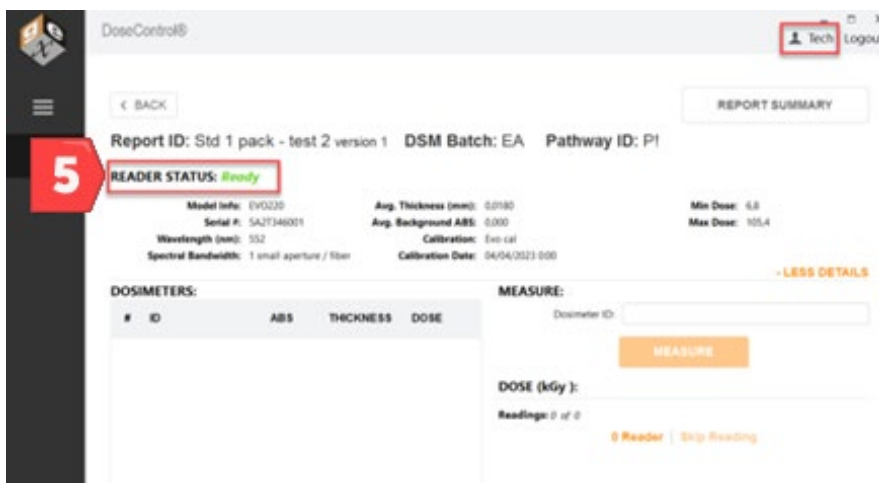 DoseControl®
Tech Logou
< BACK
REPORT SUMMARY
Report ID: Std 1 pack - test 2 version 1 DSM Batch: EA Pathway ID: P!
5
READER STATUS: Ready
Model Info: EVO220 Avg. Thickness (mm): 0,0180 Min Dose: 6,8
Serial #: SA2T346001 Avg. Background ABS: 0,000 Max Dose: 105,4
Wavelength (nm): 552 Calibration: Evo cal
Spectral Bandwidth: 1 small aperture / fiber Calibration Date: 04/04/2023 0:00
- LESS DETAILS
DOSIMETERS: MEASURE:
# ID ABS THICKNESS DOSE Dosimeter ID:
MEASURE
DOSE (kGy ):
Readings: 0 of 0
0 Reader | Skip Reading